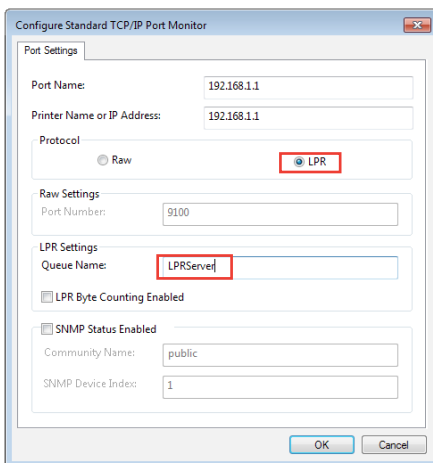 Configure Standard TCP/IP Port Monitor
Port Settings
Port Name: 192.168.1.1
Printer Name or IP Address: 192.168.1.1
Protocol
Raw LPR
Raw Settings
Port Number: 9100
LPR Settings
Queue Name: LPRServer
LPR Byte Counting Enabled
SNMP Status Enabled
Community Name: public
SNMP Device Index: 1
OK Cancel